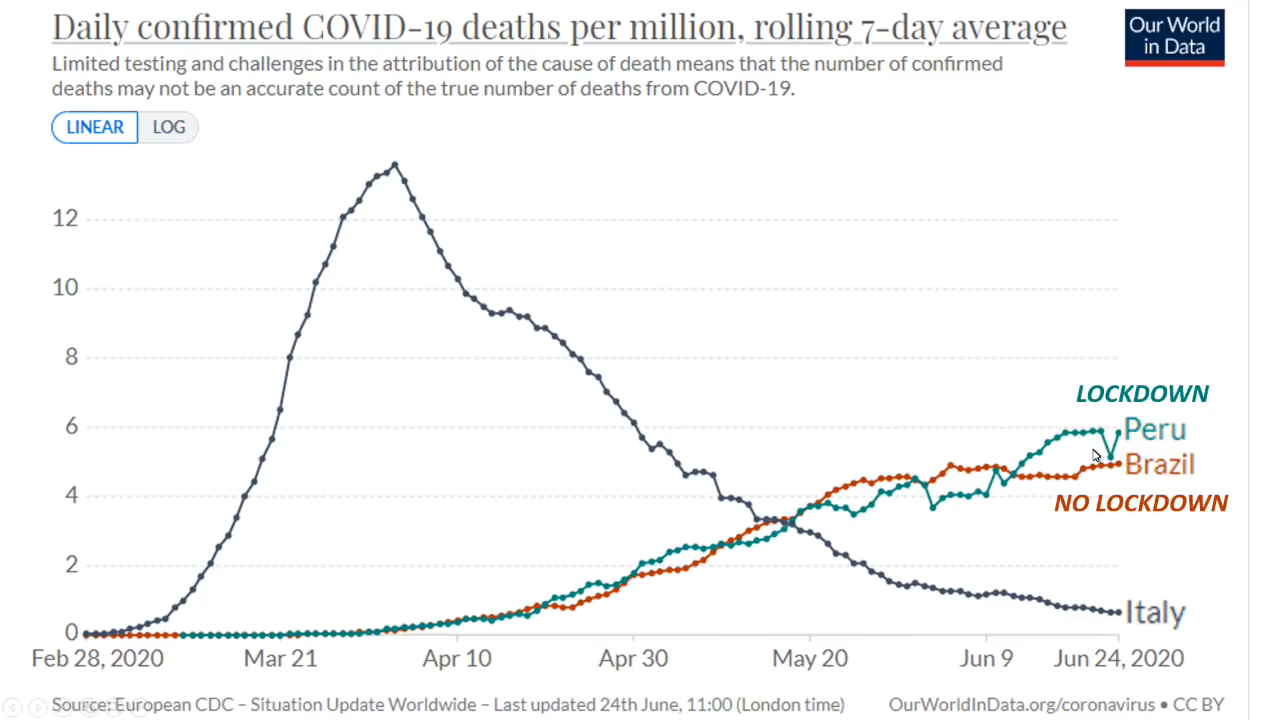 Daily confirmed COVID-19 deaths per million, rolling 7-day average
Our World
in Data
Limited testing and challenges in the attribution of the cause of death means that the number of confirmed
deaths may not be an accurate count of the true number of deaths from COVID-19.
LINEAR LOG
12
10
8
6
4
2
0
LOCKDOWN
Peru
Brazil
NO LOCKDOWN
Italy
Feb 28, 2020 Mar 21 Apr 10 Apr 30 May 20 Jun 9 Jun 24, 2020
Source: European CDC – Situation Update Worldwide – Last updated 24th June, 11:00 (London time) OurWorldInData.org/coronavirus • CC BY